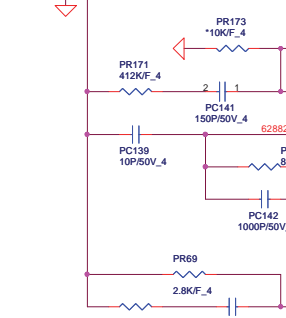 PR173
*10K/F_4
PR171
412K/F_4
2
1
PC141
150P/50V_4
62882
PC139
10P/50V_4
P
8
PC142
1000P/50V
PR69
2.8K/F_4